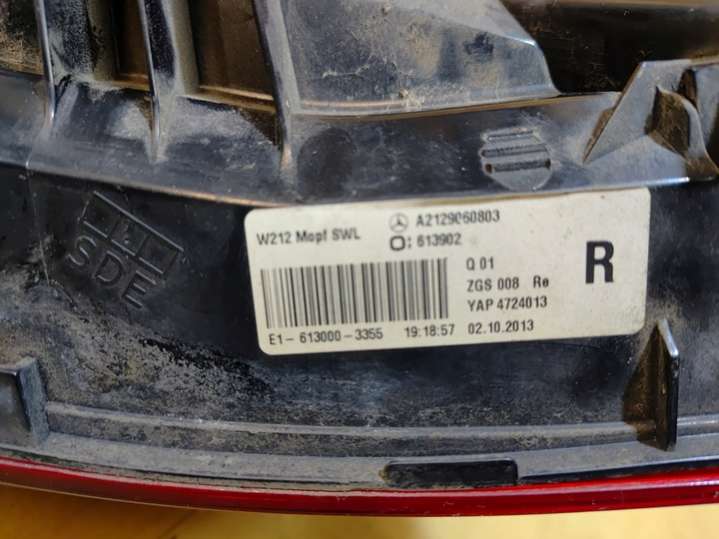 W212 Mopf SWL
A2129060803
O: 613902
Q 01
ZGS 008 Re
YAP 4724013
E1- 613000- 3355 19:18:57 02.10.2013
R
SDE